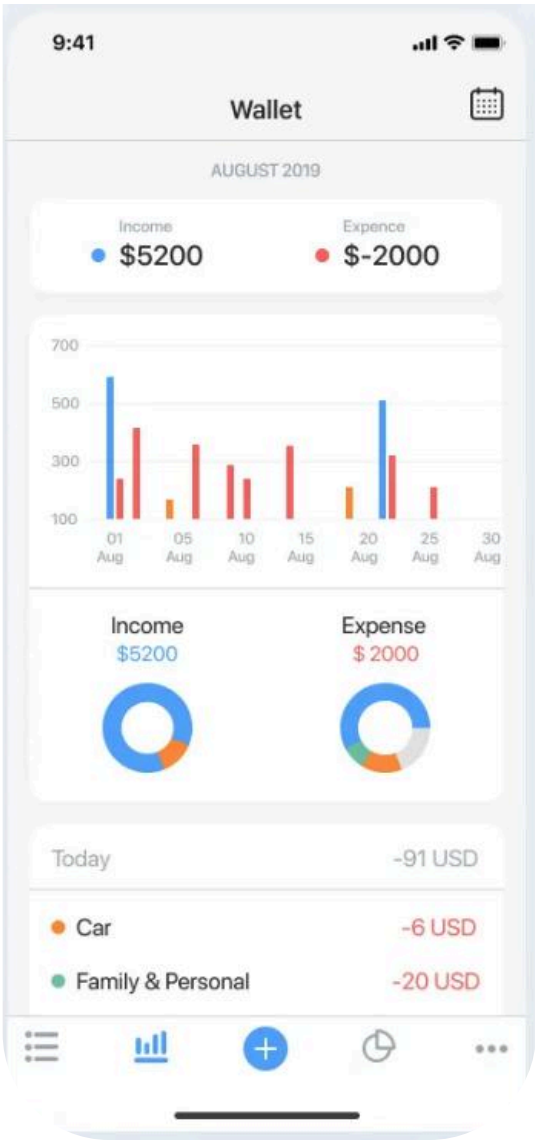 9:41
Wallet
AUGUST 2019
Income Expence
$5200 $-2000
700
500
300
100
01 05 10 15 20 25 30
Aug Aug Aug Aug Aug Aug Aug
Income Expense
$5200 $ 2000
Today -91 USD
Car -6 USD
Family & Personal -20 USD